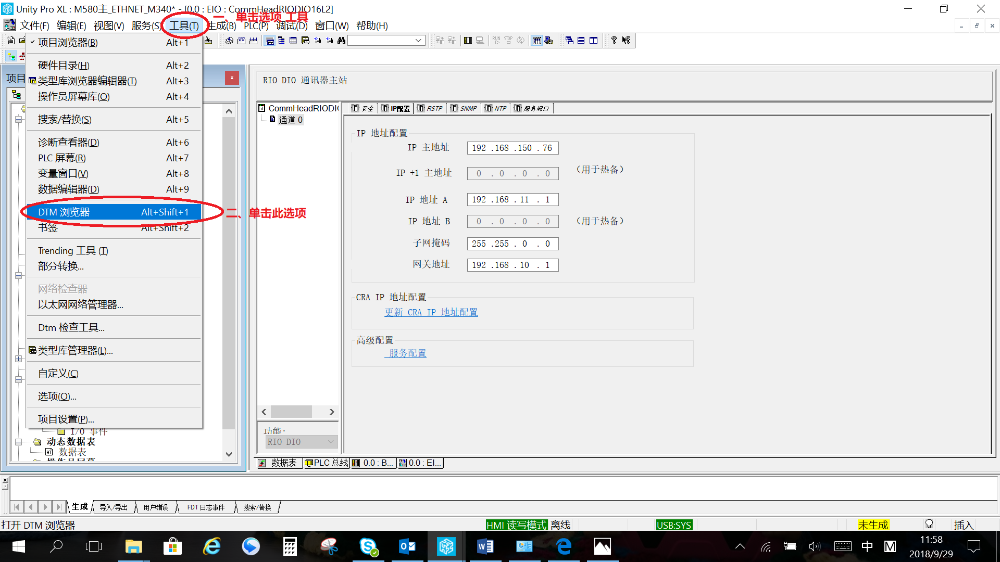 Unity Pro XL : M580主_ETHNET_M340* - [0.0 : EIO : CommHeadRIODIO16L2]
一、单击选项 工具
文件(F) 编辑(E) 视图(V) 服务(S) 工具(T) 生成(B) PLC(P) 调试(D) 窗口(W) 帮助(H)
项目浏览器(B) Alt+1
硬件目录(H) Alt+2
类型库浏览器编辑器(T) Alt+3
操作员屏幕库(O) Alt+4
搜索/替换(S) Alt+5
诊断查看器(D) Alt+6
PLC 屏幕(R) Alt+7
变量窗口(V) Alt+8
数据编辑器(D) Alt+9
DTM 浏览器 Alt+Shift+1
二、单击此选项
书签 Alt+Shift+2
Trending 工具 (T)
部分转换...
网络检查器
以太网网络管理器...
Dtm 检查工具...
类型库管理器(L)...
自定义(C)
选项(O)...
项目设置(P)...
项目
I/O 事件
动态数据表
数据表
RIO DIO 通讯器主站
CommHeadRIODI
通道 0
功能:
RIO DIO
安全 IP配置 RSTP SNMP NTP 服务端口
IP 地址配置
IP 主地址 192 .168 .150 . 76
IP +1 主地址 0 . 0 . 0 . 0 （用于热备）
IP 地址 A 192 .168 . 11 . 1
IP 地址 B 0 . 0 . 0 . 0 （用于热备）
子网掩码 255 .255 . 0 . 0
网关地址 192 .168 . 10 . 1
CRA IP 地址配置
更新 CRA IP 地址配置
高级配置
服务配置
数据表 PLC 总线 0.0 : B... 0.0 : EI...
生成 导入/导出 用户错误 FDT 日志事件 搜索/替换
打开 DTM 浏览器 HMI 读写模式 离线 USB:SYS 未生成 插入
RUN STOP
中 M
11:58
2018/9/29